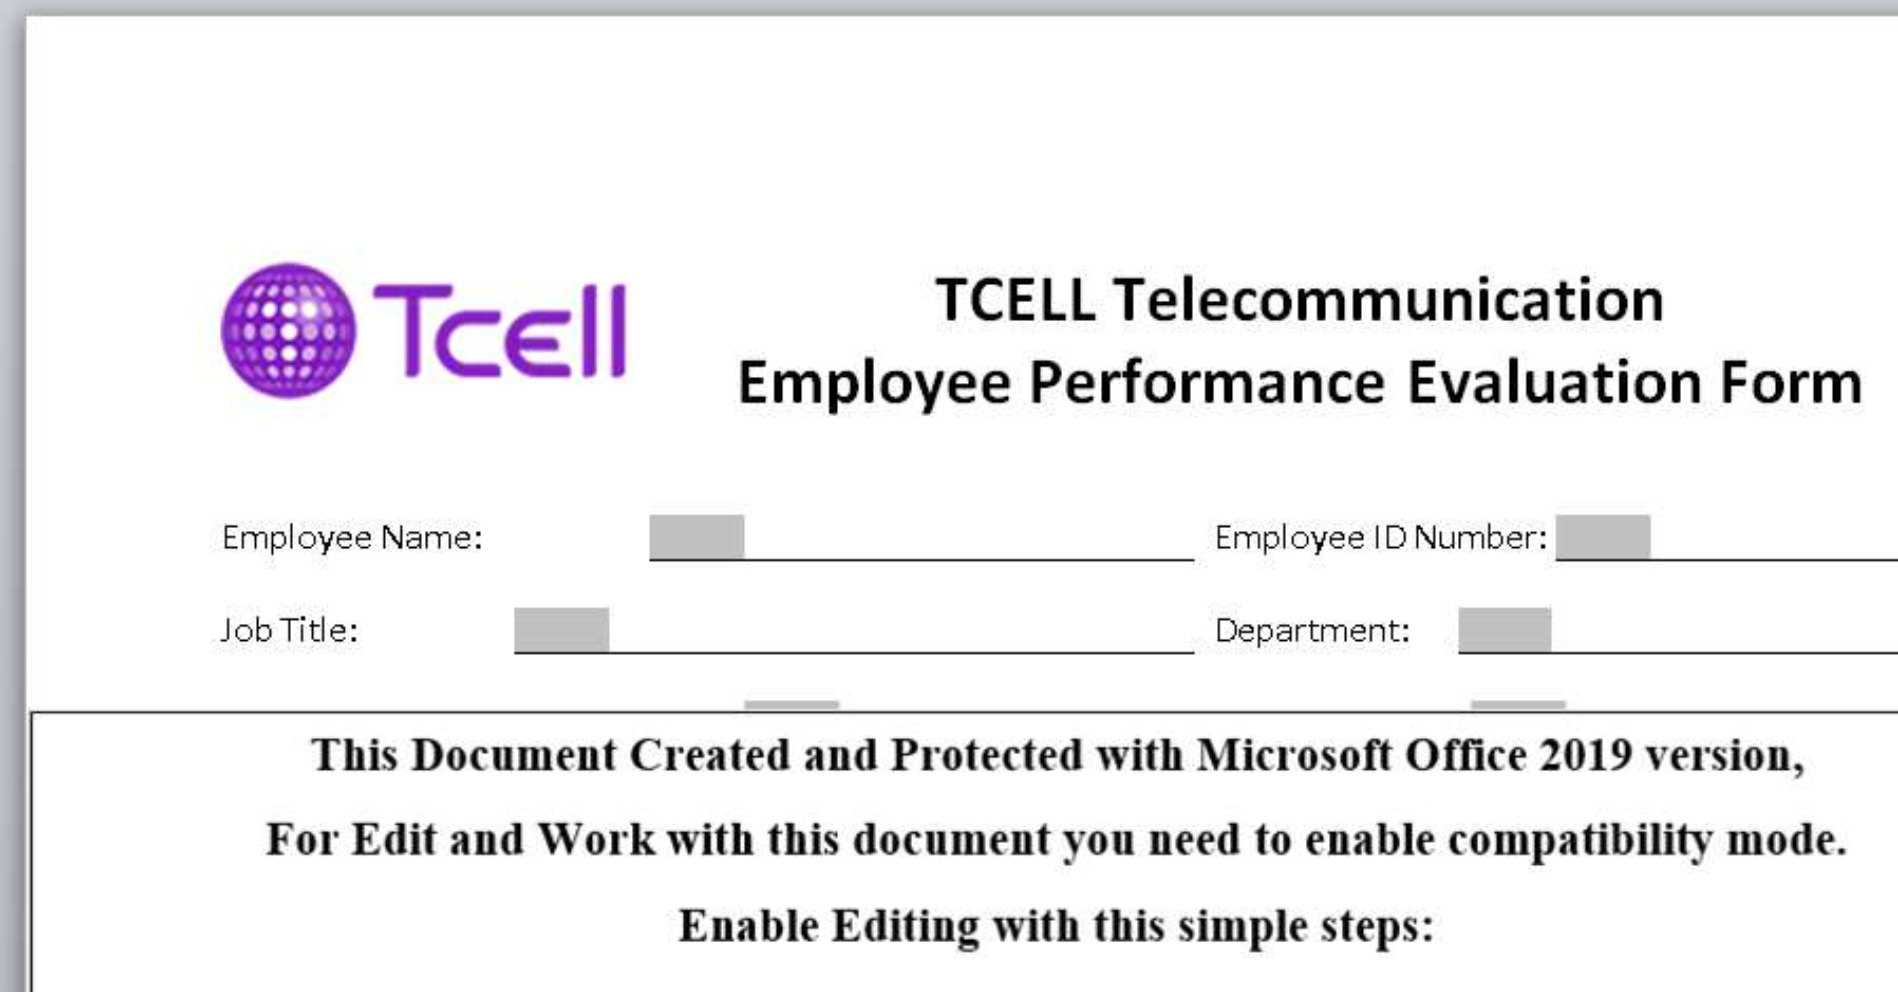 Tcell
TCELL Telecommunication
Employee Performance Evaluation Form
Employee Name: Employee ID Number:
Job Title: Department:
This Document Created and Protected with Microsoft Office 2019 version,
For Edit and Work with this document you need to enable compatibility mode.
Enable Editing with this simple steps: